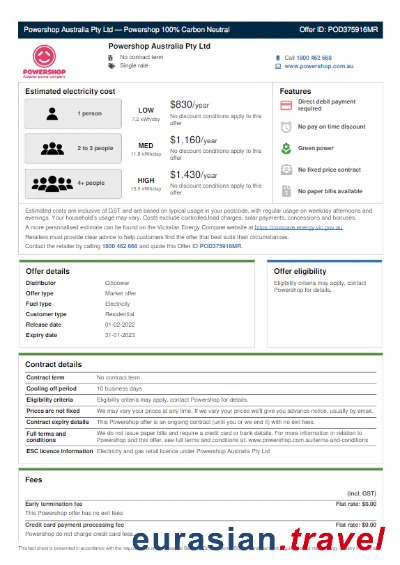 Powershop Australia Pty Ltd — Powershop 100% Carbon Neutral
Offer ID: POD375916MR
POWERSHOP
Powershop Australia Pty Ltd
No contract term
Single rate
Call 1800 462 668
www.powershop.com.au
Estimated electricity cost
1 person
LOW
7.2 kWh/day
$830/year
No discount conditions apply to this
offer
2 to 3 people
MED
11.8 kWh/day
$1,160/year
No discount conditions apply to this
offer
4+ people
HIGH
15.5 kWh/day
$1,430/year
No discount conditions apply to this
offer
Features
Direct debit payment
required
No pay on time discount
Green power
No fixed price contract
No paper bills available
Estimated costs are inclusive of GST and are based on typical usage in your postcode, with regular usage on weekday afternoons and
evenings. Your household's usage may vary. Costs exclude controlled load charges, solar payments, concessions and bonuses.
A more personalised estimate can be found on the Victorian Energy Compare website at https://compare.energy.vic.gov.au.
Retailers must provide clear advice to help customers find the offer that best suits their circumstances.
Contact the retailer by calling 1800 462 668 and quote this Offer ID POD375916MR.
Offer details
Distributor Citipower
Offer type Market offer
Fuel type Electricity
Customer type Residential
Release date 01-02-2022
Expiry date 31-01-2023
Offer eligibility
Eligibility criteria may apply, contact
Powershop for details.
Contract details
Contract term No contract term
Cooling off period 10 business days
Eligibility criteria Eligibility criteria may apply, contact Powershop for details.
Prices are not fixed We may vary your prices at any time. If we vary your prices we'll give you advance notice, usually by email.
Contract expiry details This Powershop offer is an ongoing contract (until you or we end it) with no exit fees.
Full terms and
conditions
We do not issue paper bills and require a credit card or bank details. For more information in relation to
Powershop and this offer, see full terms and conditions at: www.powershop.com.au/terms-and-conditions
ESC licence information Electricity and gas retail licence under Powershop Australia Pty Ltd
Fees
(incl. GST)
Early termination fee Flat rate: $0.00
This Powershop offer has no exit fees
Credit card payment processing fee Flat rate: $0.00
Powershop do not charge credit card fees
This fact sheet is presented in accordance with the
eurasian.travel